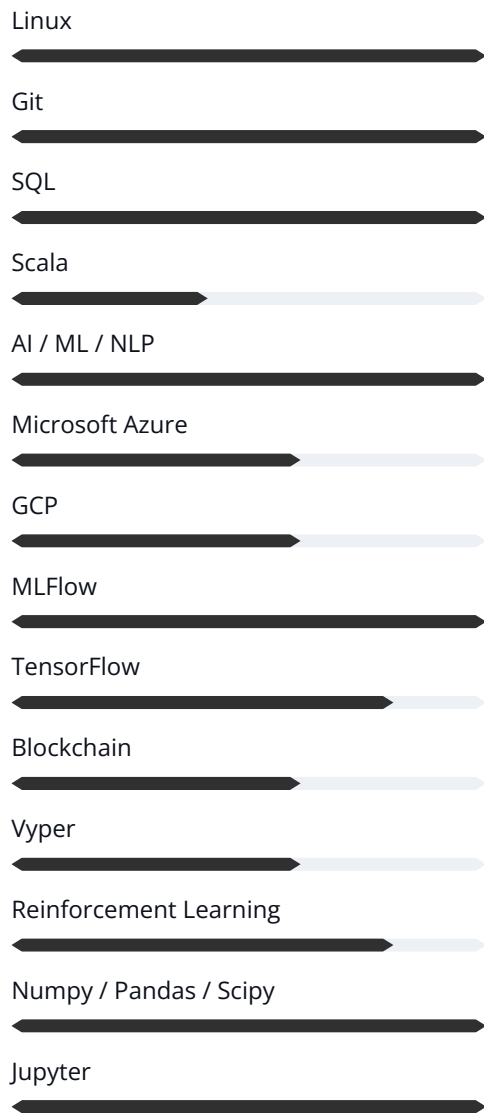 Linux
Git
SQL
Scala
AI / ML / NLP
Microsoft Azure
GCP
MLFlow
TensorFlow
Blockchain
Vyper
Reinforcement Learning
Numpy / Pandas / Scipy
Jupyter